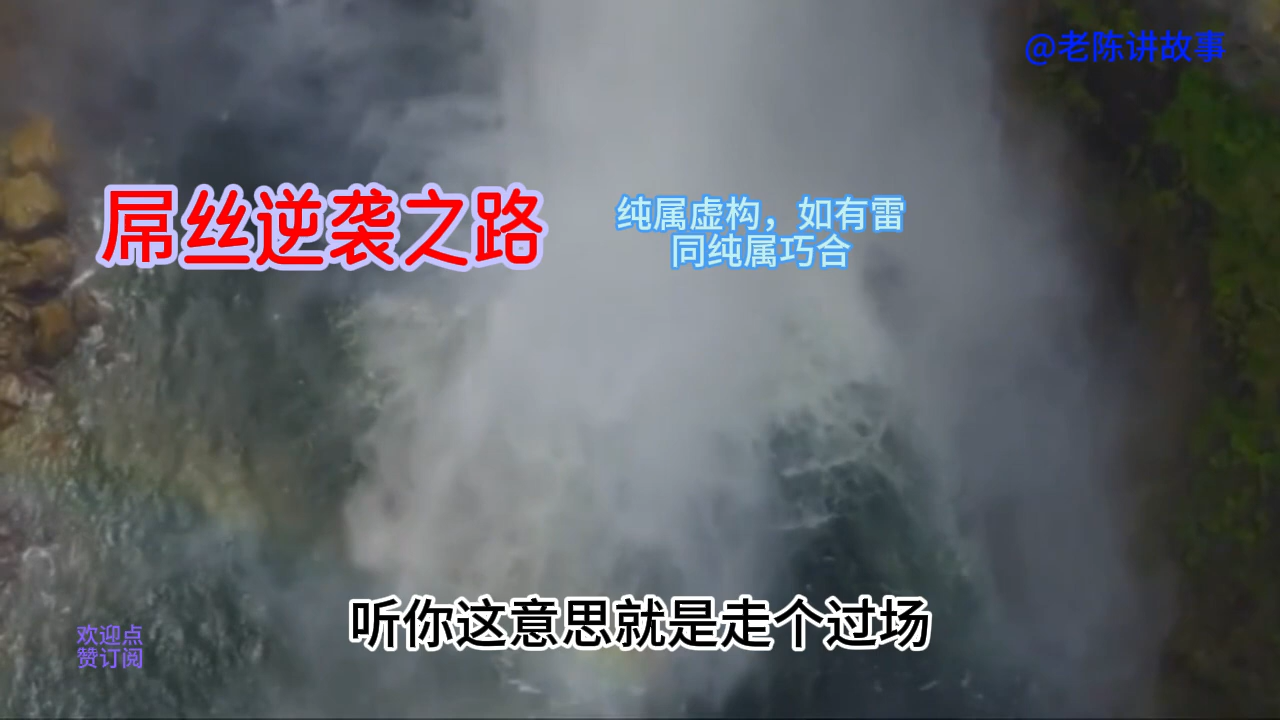 @老陈讲故事
屌丝逆袭之路
纯属虚构，如有雷
同纯属巧合
听你这意思就是走个过场
欢迎点
赞订阅